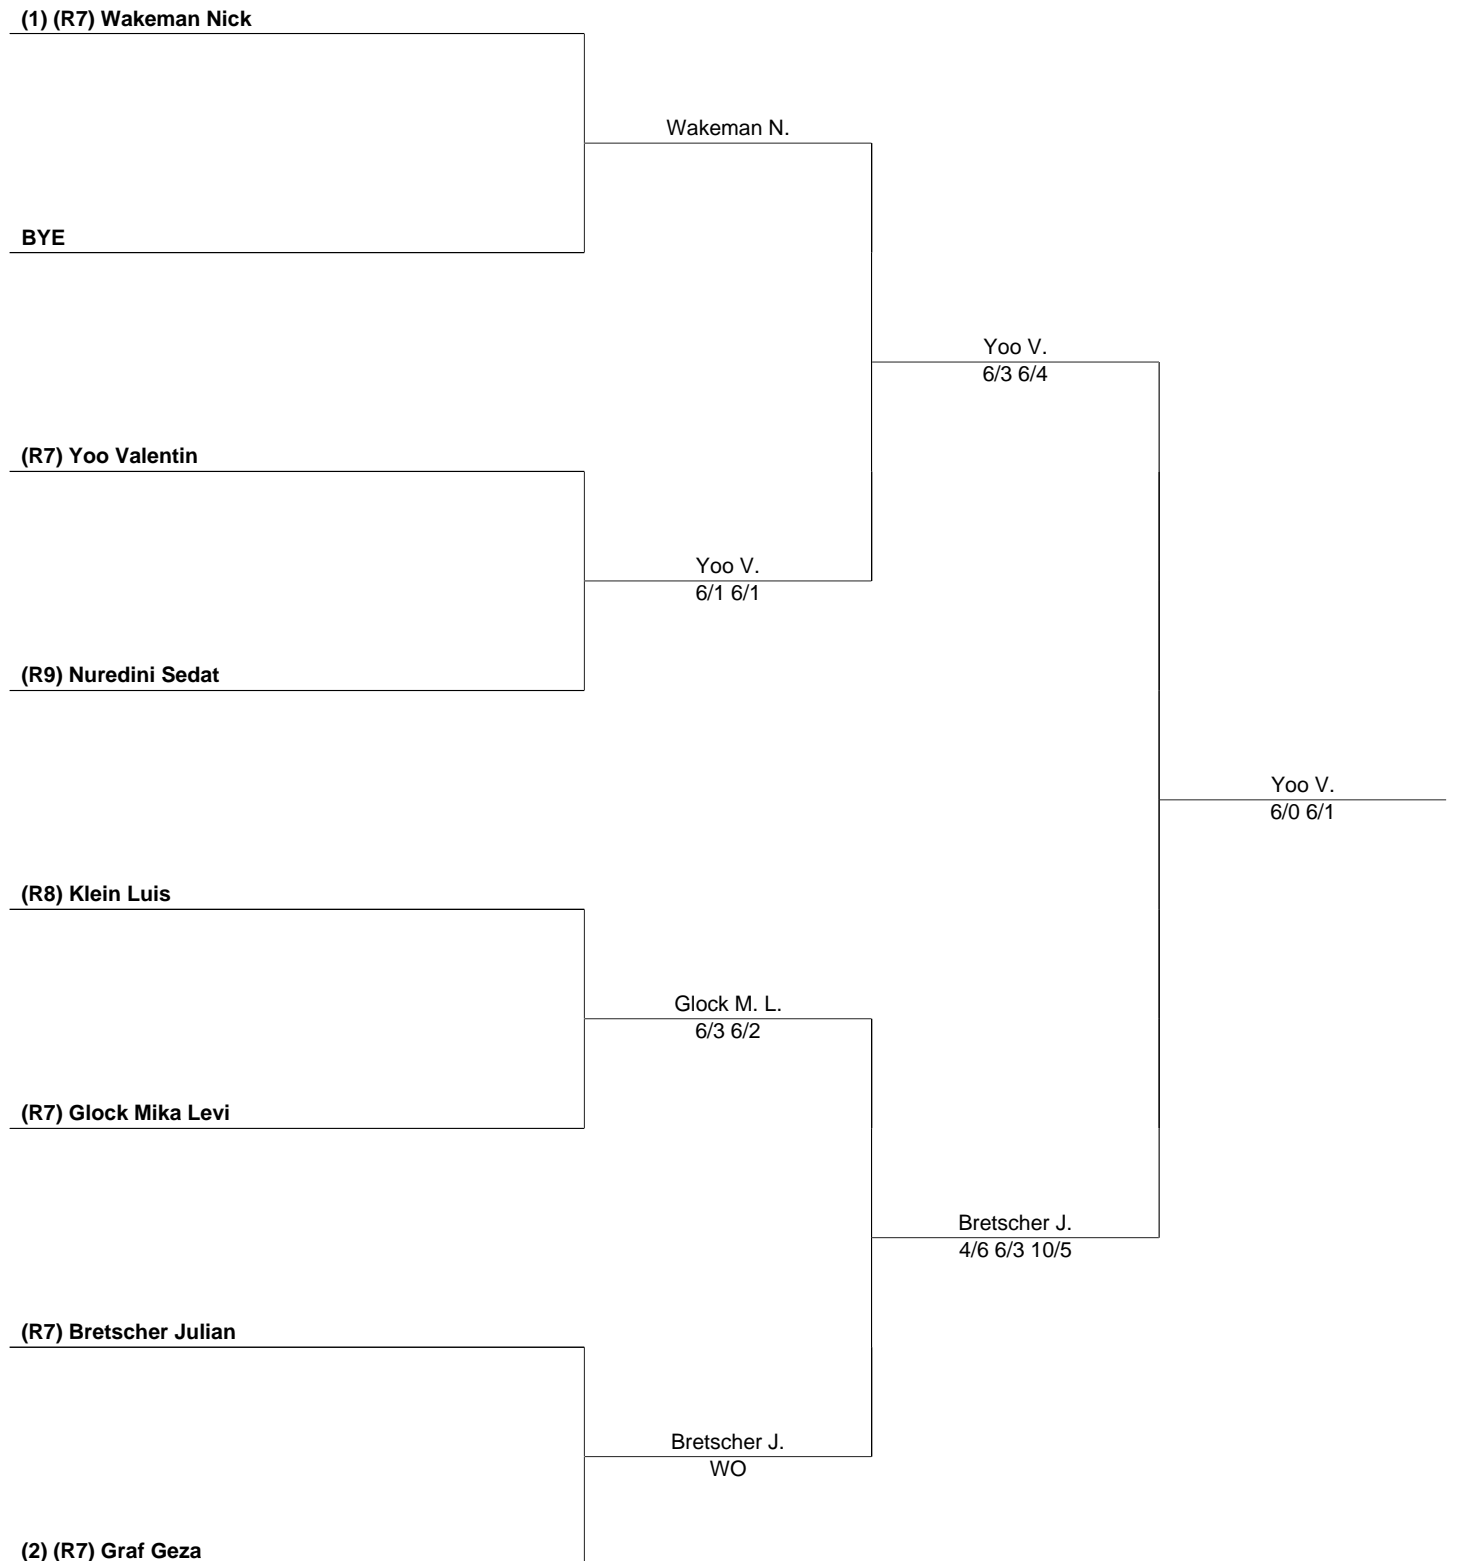 (1) (R7) Wakeman Nick
Wakeman N.
BYE
Yoo V.
6/3 6/4
(R7) Yoo Valentin
Yoo V.
6/1 6/1
(R9) Nuredini Sedat
Yoo V.
6/0 6/1
(R8) Klein Luis
Glock M. L.
6/3 6/2
(R7) Glock Mika Levi
Bretscher J.
4/6 6/3 10/5
(R7) Bretscher Julian
Bretscher J.
WO
(2) (R7) Graf Geza